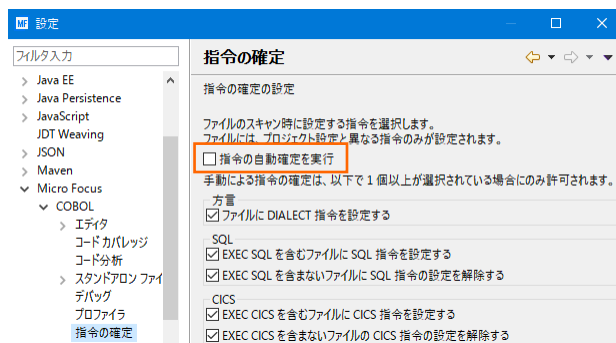 MF 設定
フィルタ入力
Java EE
Java Persistence
JavaScript
JDT Weaving
JSON
Maven
Micro Focus
COBOL
エディタ
コード カバレッジ
コード分析
スタンドアロン ファイ
デバッグ
プロファイラ
指令の確定
指令の確定
指令の確定の設定
ファイルのスキャン時に設定する指令を選択します。
ファイルには、プロジェクト設定と異なる指令のみが設定されます。
指令の自動確定を実行
手動による指令の確定は、以下で 1 個以上が選択されている場合にのみ許可されます。
方言
ファイルに DIALECT 指令を設定する
SQL
EXEC SQL を含むファイルに SQL 指令を設定する
EXEC SQL を含まないファイルに SQL 指令の設定を解除する
CICS
EXEC CICS を含むファイルに CICS 指令を設定する
EXEC CICS を含まないファイルの CICS 指令の設定を解除する